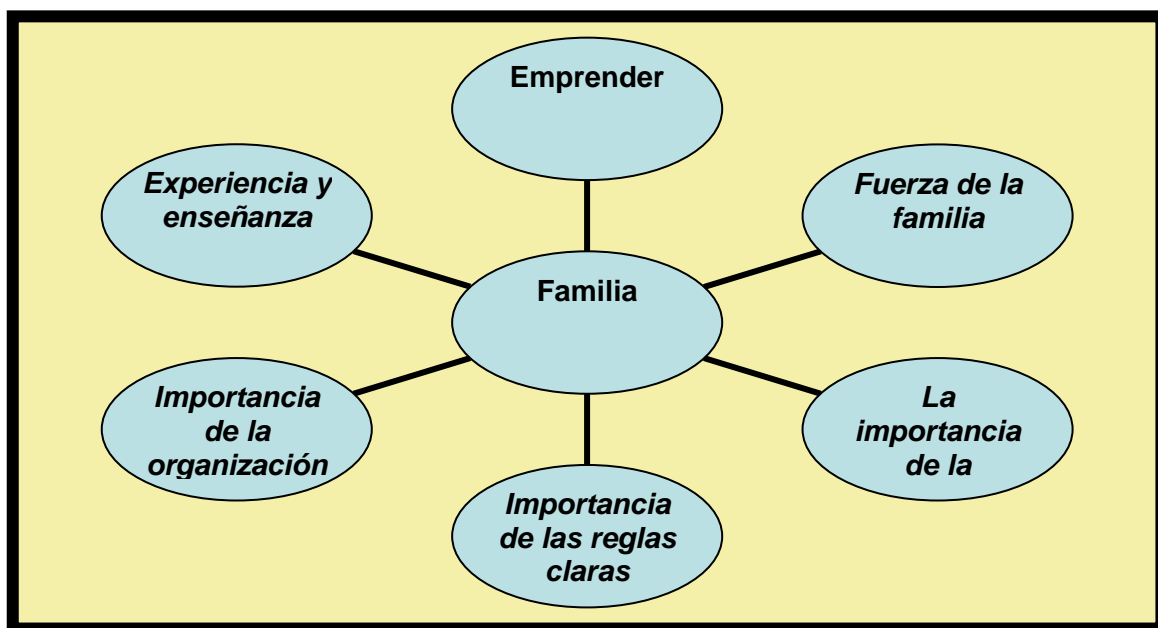 Emprender
Experiencia y
enseñanza
Fuerza de la
familia
Familia
Importancia
de la
organización
La
importancia
de la
Importancia
de las reglas
claras